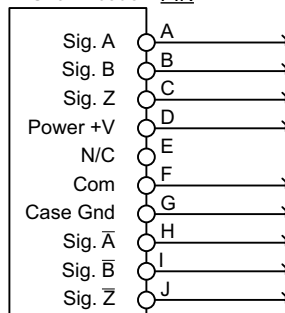 Sig. A A
Sig. B B
Sig. Z C
Power +V D
N/C E
Com F
Case Gnd G
Sig. A̅ H
Sig. B̅ I
Sig. Z̅ J